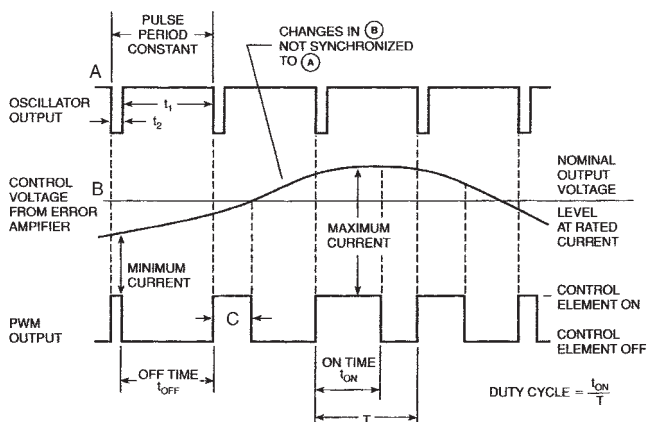 PULSE
PERIOD
CONSTANT
CHANGES IN Ⓑ
NOT SYNCHRONIZED
TO Ⓐ
A
OSCILLATOR
OUTPUT
t₁
t₂
B
CONTROL
VOLTAGE
FROM ERROR
AMPIFIER
NOMINAL
OUTPUT
VOLTAGE
LEVEL
AT RATED
CURRENT
MAXIMUM
CURRENT
MINIMUM
CURRENT
PWM
OUTPUT
C
CONTROL
ELEMENT ON
CONTROL
ELEMENT OFF
OFF TIME
tOFF
ON TIME
tON
T
DUTY CYCLE = tON/T